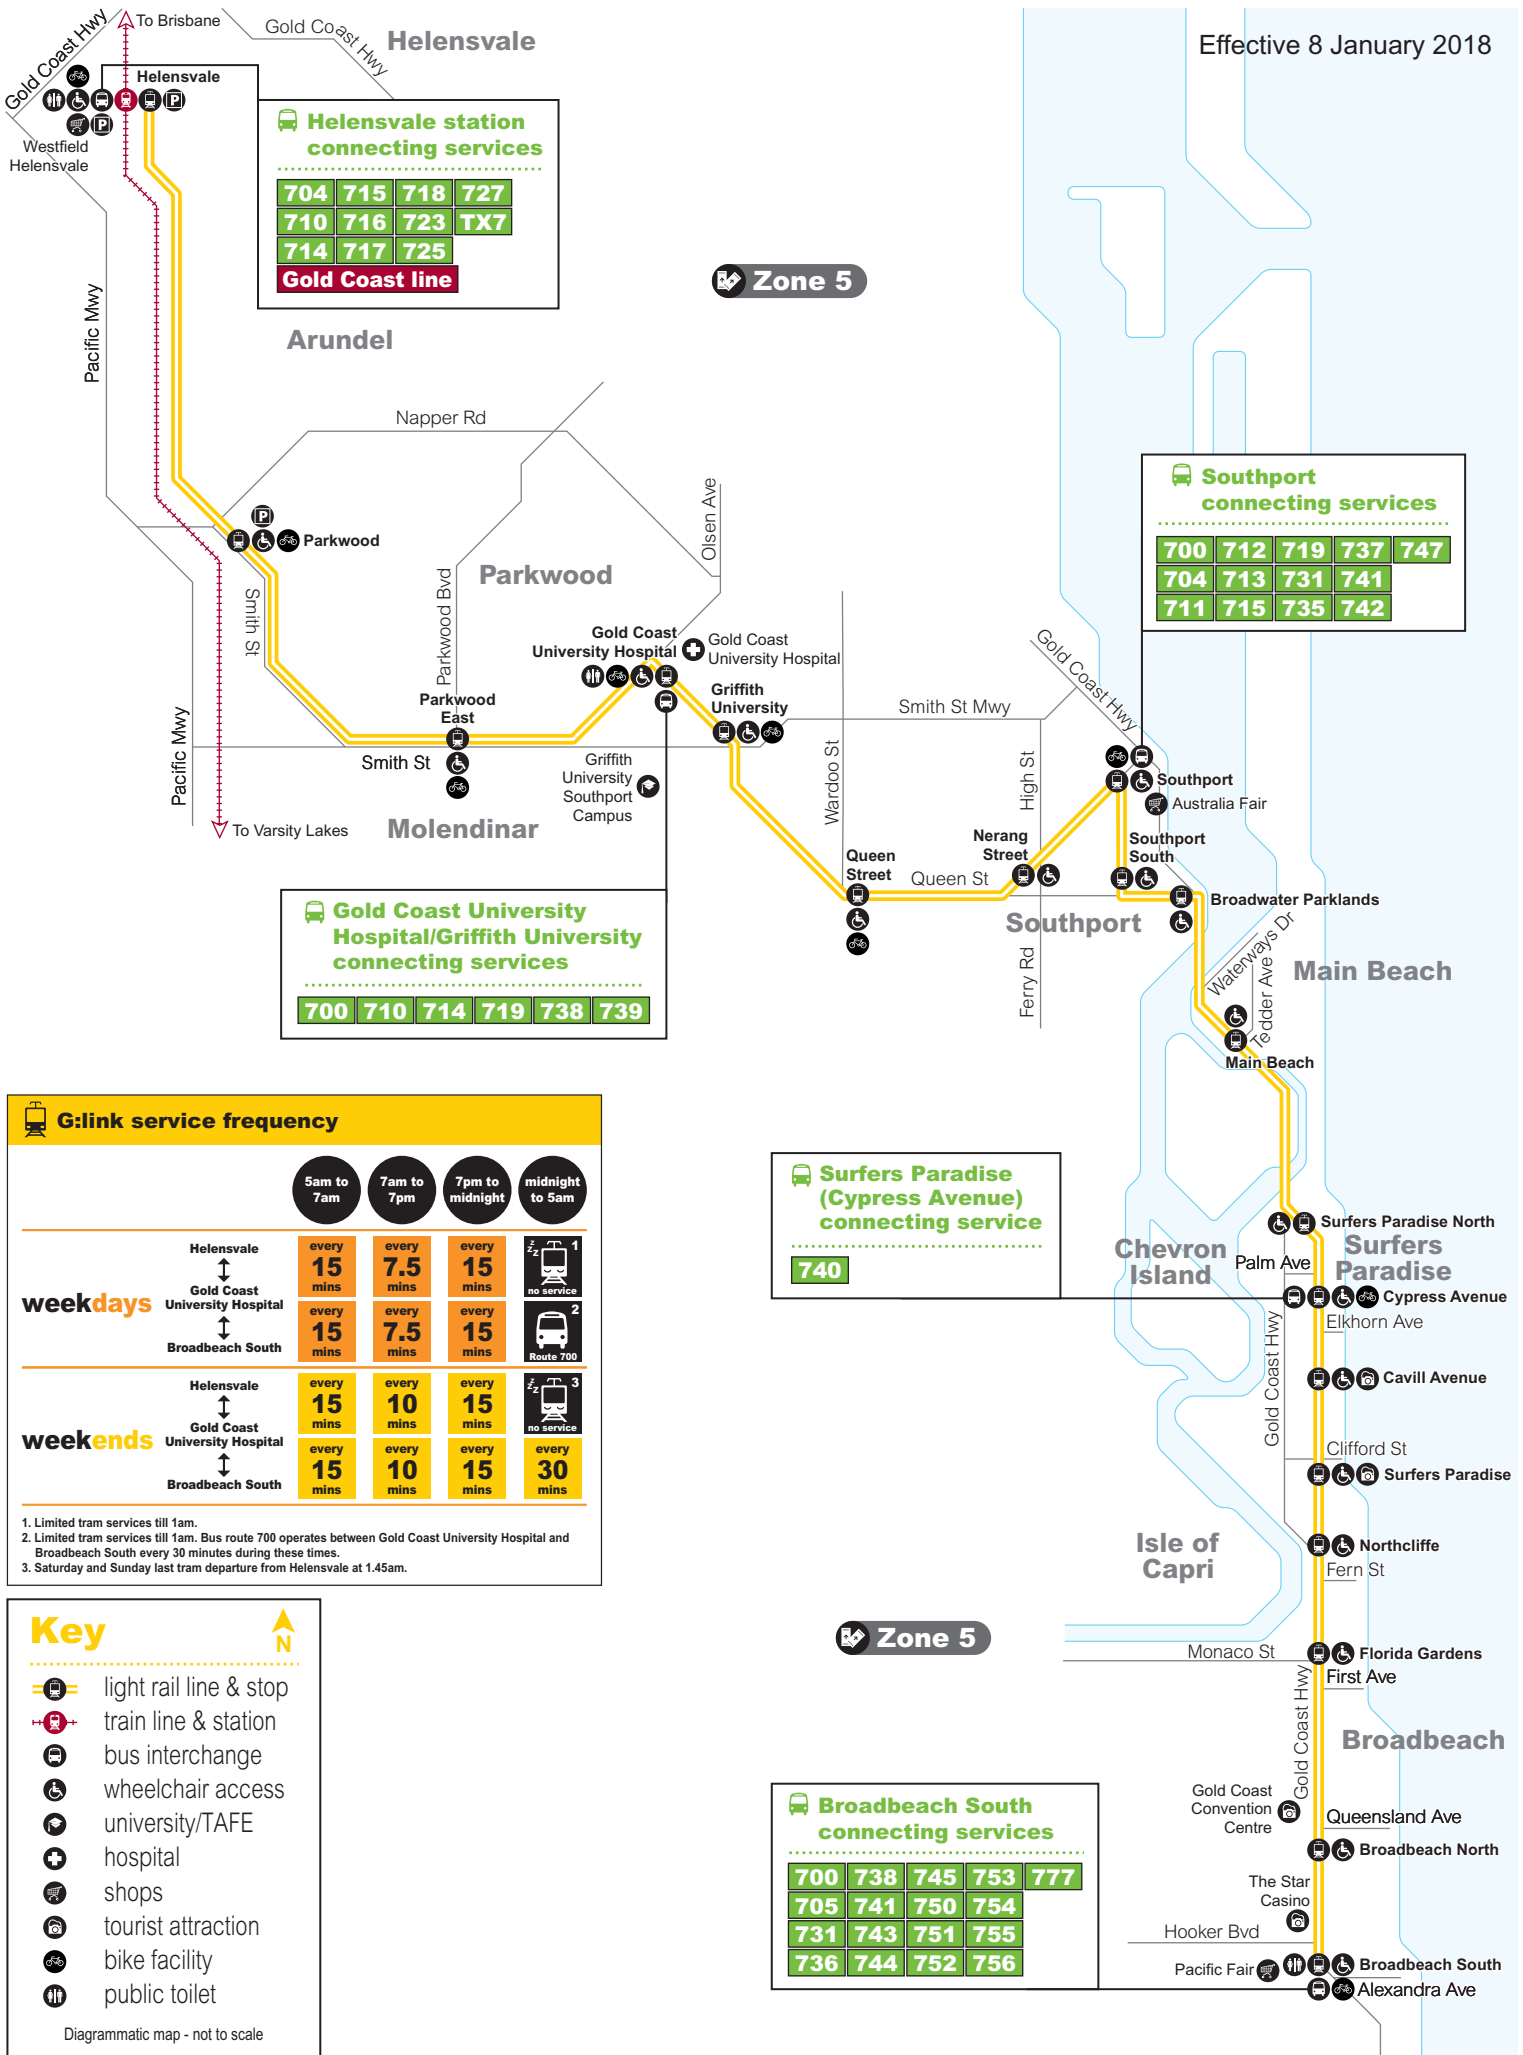 Effective 8 January 2018
To Brisbane
Gold Coast Hwy
Gold Coast Hwy
Helensvale
Helensvale
P
P
Westfield
Helensvale
Helensvale station
connecting services
704 715 718 727
710 716 723 TX7
714 717 725
Gold Coast line
Zone 5
Pacific Mwy
Arundel
Napper Rd
Olsen Ave
P
Parkwood
Parkwood
Smith St
Parkwood Bvd
Southport
connecting services
700 712 719 737 747
704 713 731 741
711 715 735 742
Gold Coast
University Hospital
Gold Coast
University Hospital
Griffith
University
Parkwood
East
Smith St
Pacific Mwy
To Varsity Lakes
Molendinar
Griffith
University
Southport
Campus
Smith St Mwy
Wardoo St
High St
Gold Coast Hwy
Southport
Australia Fair
Nerang
Street
Southport
South
Queen
Street
Queen St
Southport
Broadwater Parklands
Ferry Rd
Waterways Dr
Tedder Ave
Main Beach
Main Beach
Gold Coast University
Hospital/Griffith University
connecting services
700 710 714 719 738 739
G:link service frequency
5am to
7am
7am to
7pm
7pm to
midnight
midnight
to 5am
weekdays
Helensvale
Gold Coast
University Hospital
Broadbeach South
every
15
mins
every
7.5
mins
every
15
mins
zzz
1
no service
every
15
mins
every
7.5
mins
every
15
mins
2
Route 700
weekends
Helensvale
Gold Coast
University Hospital
Broadbeach South
every
15
mins
every
10
mins
every
15
mins
zzz
3
no service
every
15
mins
every
10
mins
every
15
mins
every
30
mins
1. Limited tram services till 1am.
2. Limited tram services till 1am. Bus route 700 operates between Gold Coast University Hospital and
Broadbeach South every 30 minutes during these times.
3. Saturday and Sunday last tram departure from Helensvale at 1.45am.
Surfers Paradise
(Cypress Avenue)
connecting service
740
Surfers Paradise North
Chevron
Island
Surfers
Paradise
Palm Ave
Cypress Avenue
Elkhorn Ave
Gold Coast Hwy
Cavill Avenue
Clifford St
Surfers Paradise
Isle of
Capri
Northcliffe
Fern St
Zone 5
Monaco St
Florida Gardens
First Ave
Gold Coast Hwy
Broadbeach
Gold Coast
Convention
Centre
Queensland Ave
Broadbeach North
The Star
Casino
Hooker Bvd
Pacific Fair
Broadbeach South
Alexandra Ave
Broadbeach South
connecting services
700 738 745 753 777
705 741 750 754
731 743 751 755
736 744 752 756
Key
N
light rail line & stop
train line & station
bus interchange
wheelchair access
university/TAFE
hospital
shops
tourist attraction
bike facility
public toilet
Diagrammatic map - not to scale